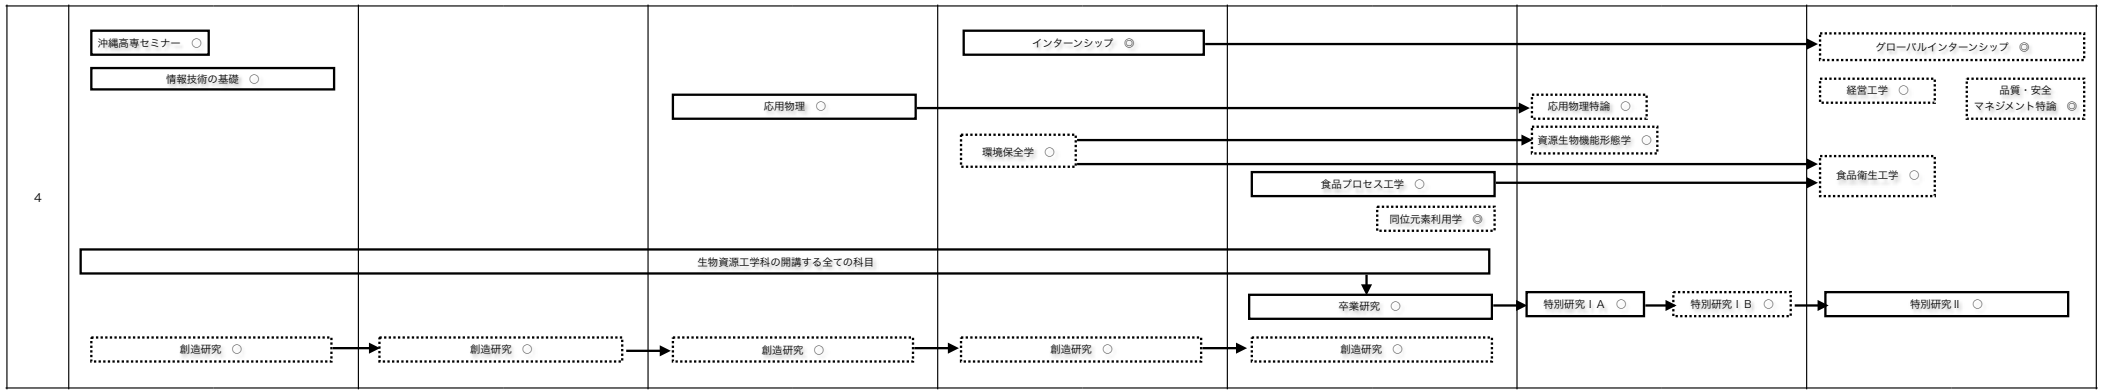 沖縄高専セミナー ○
インターンシップ ◎
グローバルインターンシップ ◎
情報技術の基礎 ○
経営工学 ○
品質・安全
マネジメント特論 ◎
応用物理 ○
応用物理特論 ○
環境保全学 ○
資源生物機能形態学 ○
食品プロセス工学 ○
食品衛生工学 ○
4
同位元素利用学 ◎
生物資源工学科の開講する全ての科目
卒業研究 ○
特別研究ⅠA ○
特別研究ⅠB ○
特別研究Ⅱ ○
創造研究 ○
創造研究 ○
創造研究 ○
創造研究 ○
創造研究 ○